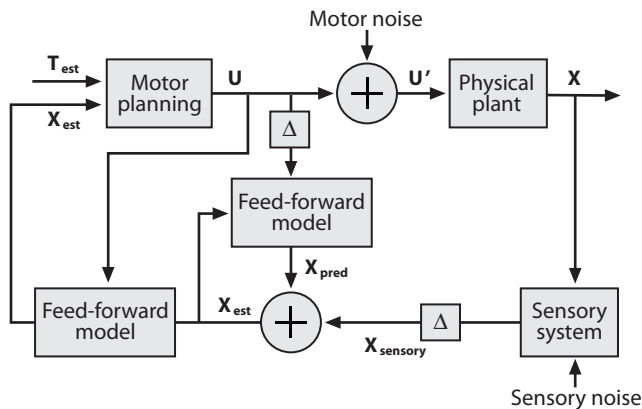 Motor noise
T est
Motor
planning
U
U'
Physical
plant
X
X est
Δ
Feed-forward
model
X pred
Feed-forward
model
X est
X sensory
Δ
Sensory
system
Sensory noise